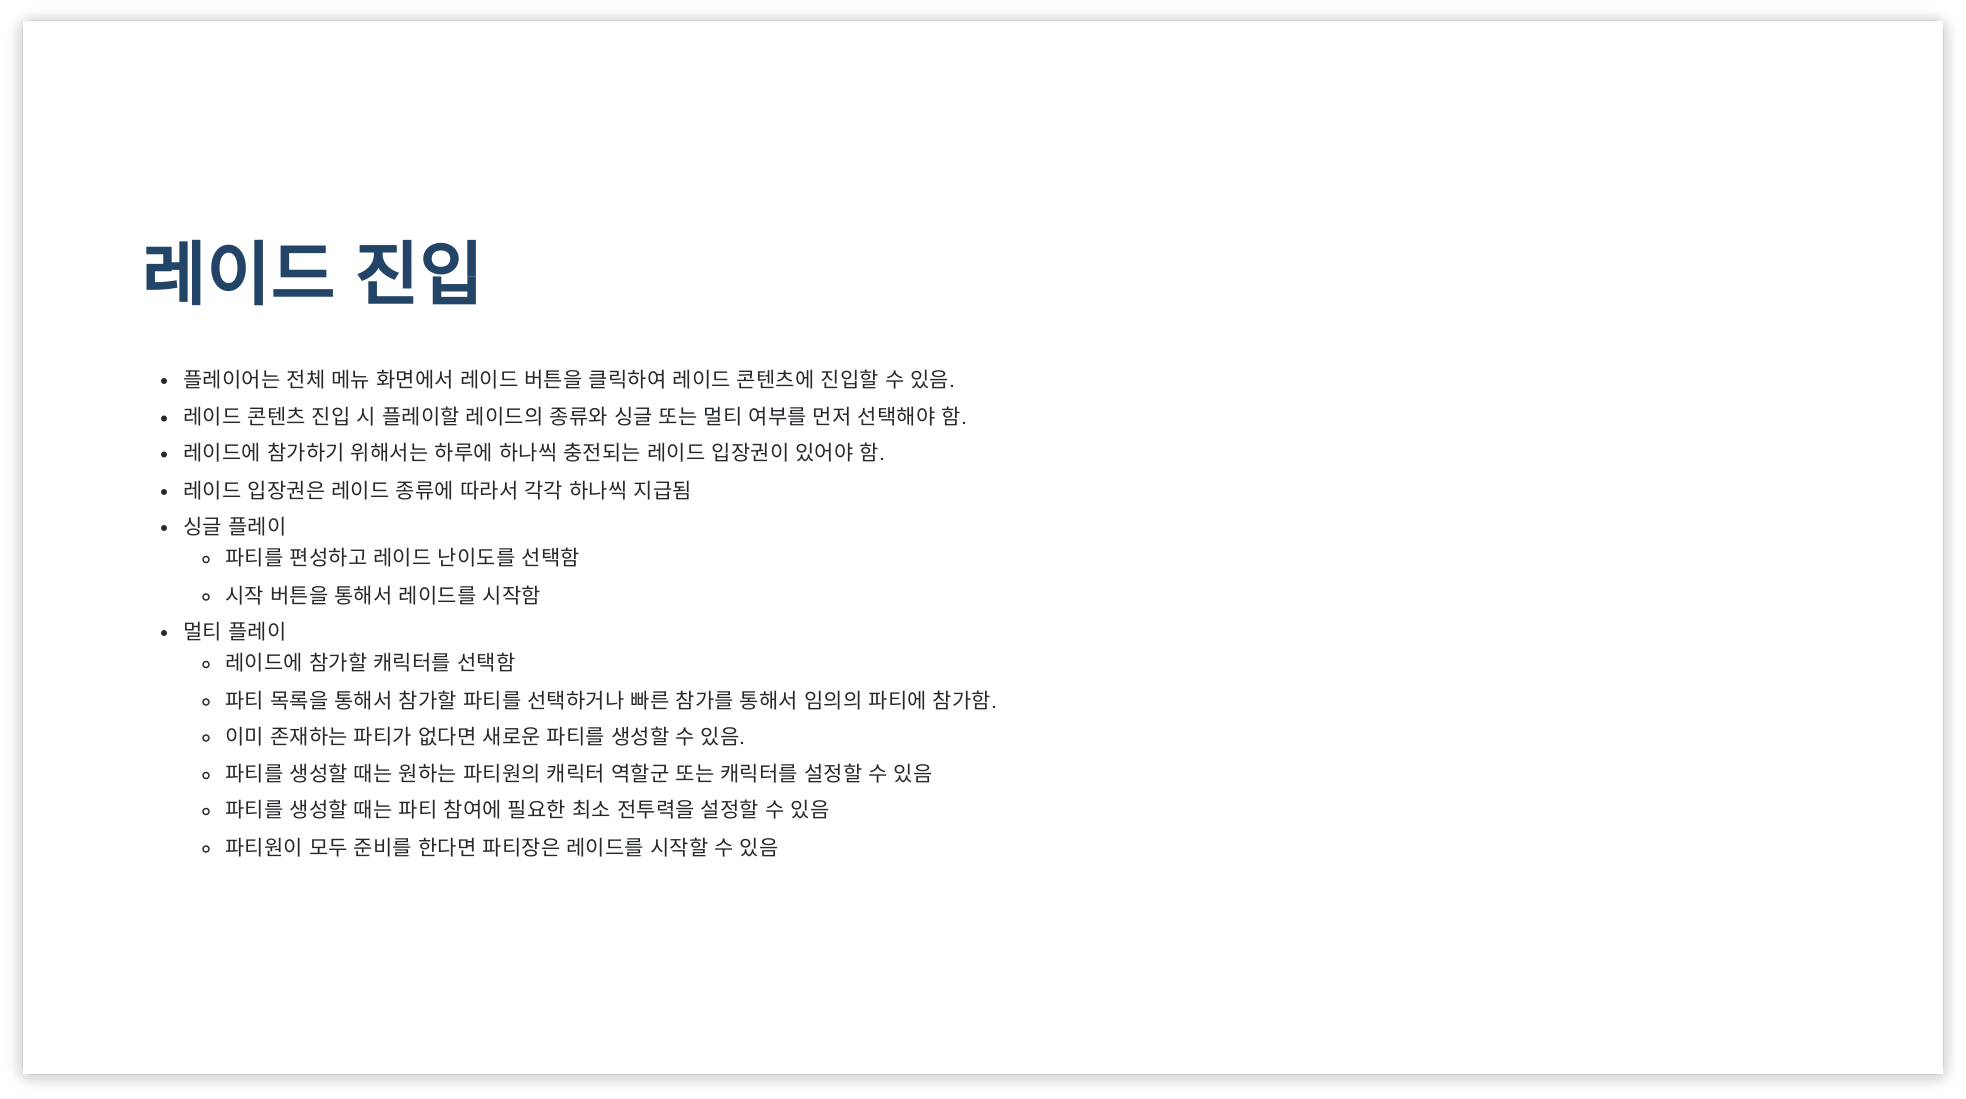 레이드 진입
플레이어는 전체 메뉴 화면에서 레이드 버튼을 클릭하여 레이드 콘텐츠에 진입할 수 있음.
레이드 콘텐츠 진입 시 플레이할 레이드의 종류와 싱글 또는 멀티 여부를 먼저 선택해야 함.
레이드에 참가하기 위해서는 하루에 하나씩 충전되는 레이드 입장권이 있어야 함.
레이드 입장권은 레이드 종류에 따라서 각각 하나씩 지급됨
싱글 플레이
파티를 편성하고 레이드 난이도를 선택함
시작 버튼을 통해서 레이드를 시작함
멀티 플레이
레이드에 참가할 캐릭터를 선택함
파티 목록을 통해서 참가할 파티를 선택하거나 빠른 참가를 통해서 임의의 파티에 참가함.
이미 존재하는 파티가 없다면 새로운 파티를 생성할 수 있음.
파티를 생성할 때는 원하는 파티원의 캐릭터 역할군 또는 캐릭터를 설정할 수 있음
파티를 생성할 때는 파티 참여에 필요한 최소 전투력을 설정할 수 있음
파티원이 모두 준비를 한다면 파티장은 레이드를 시작할 수 있음